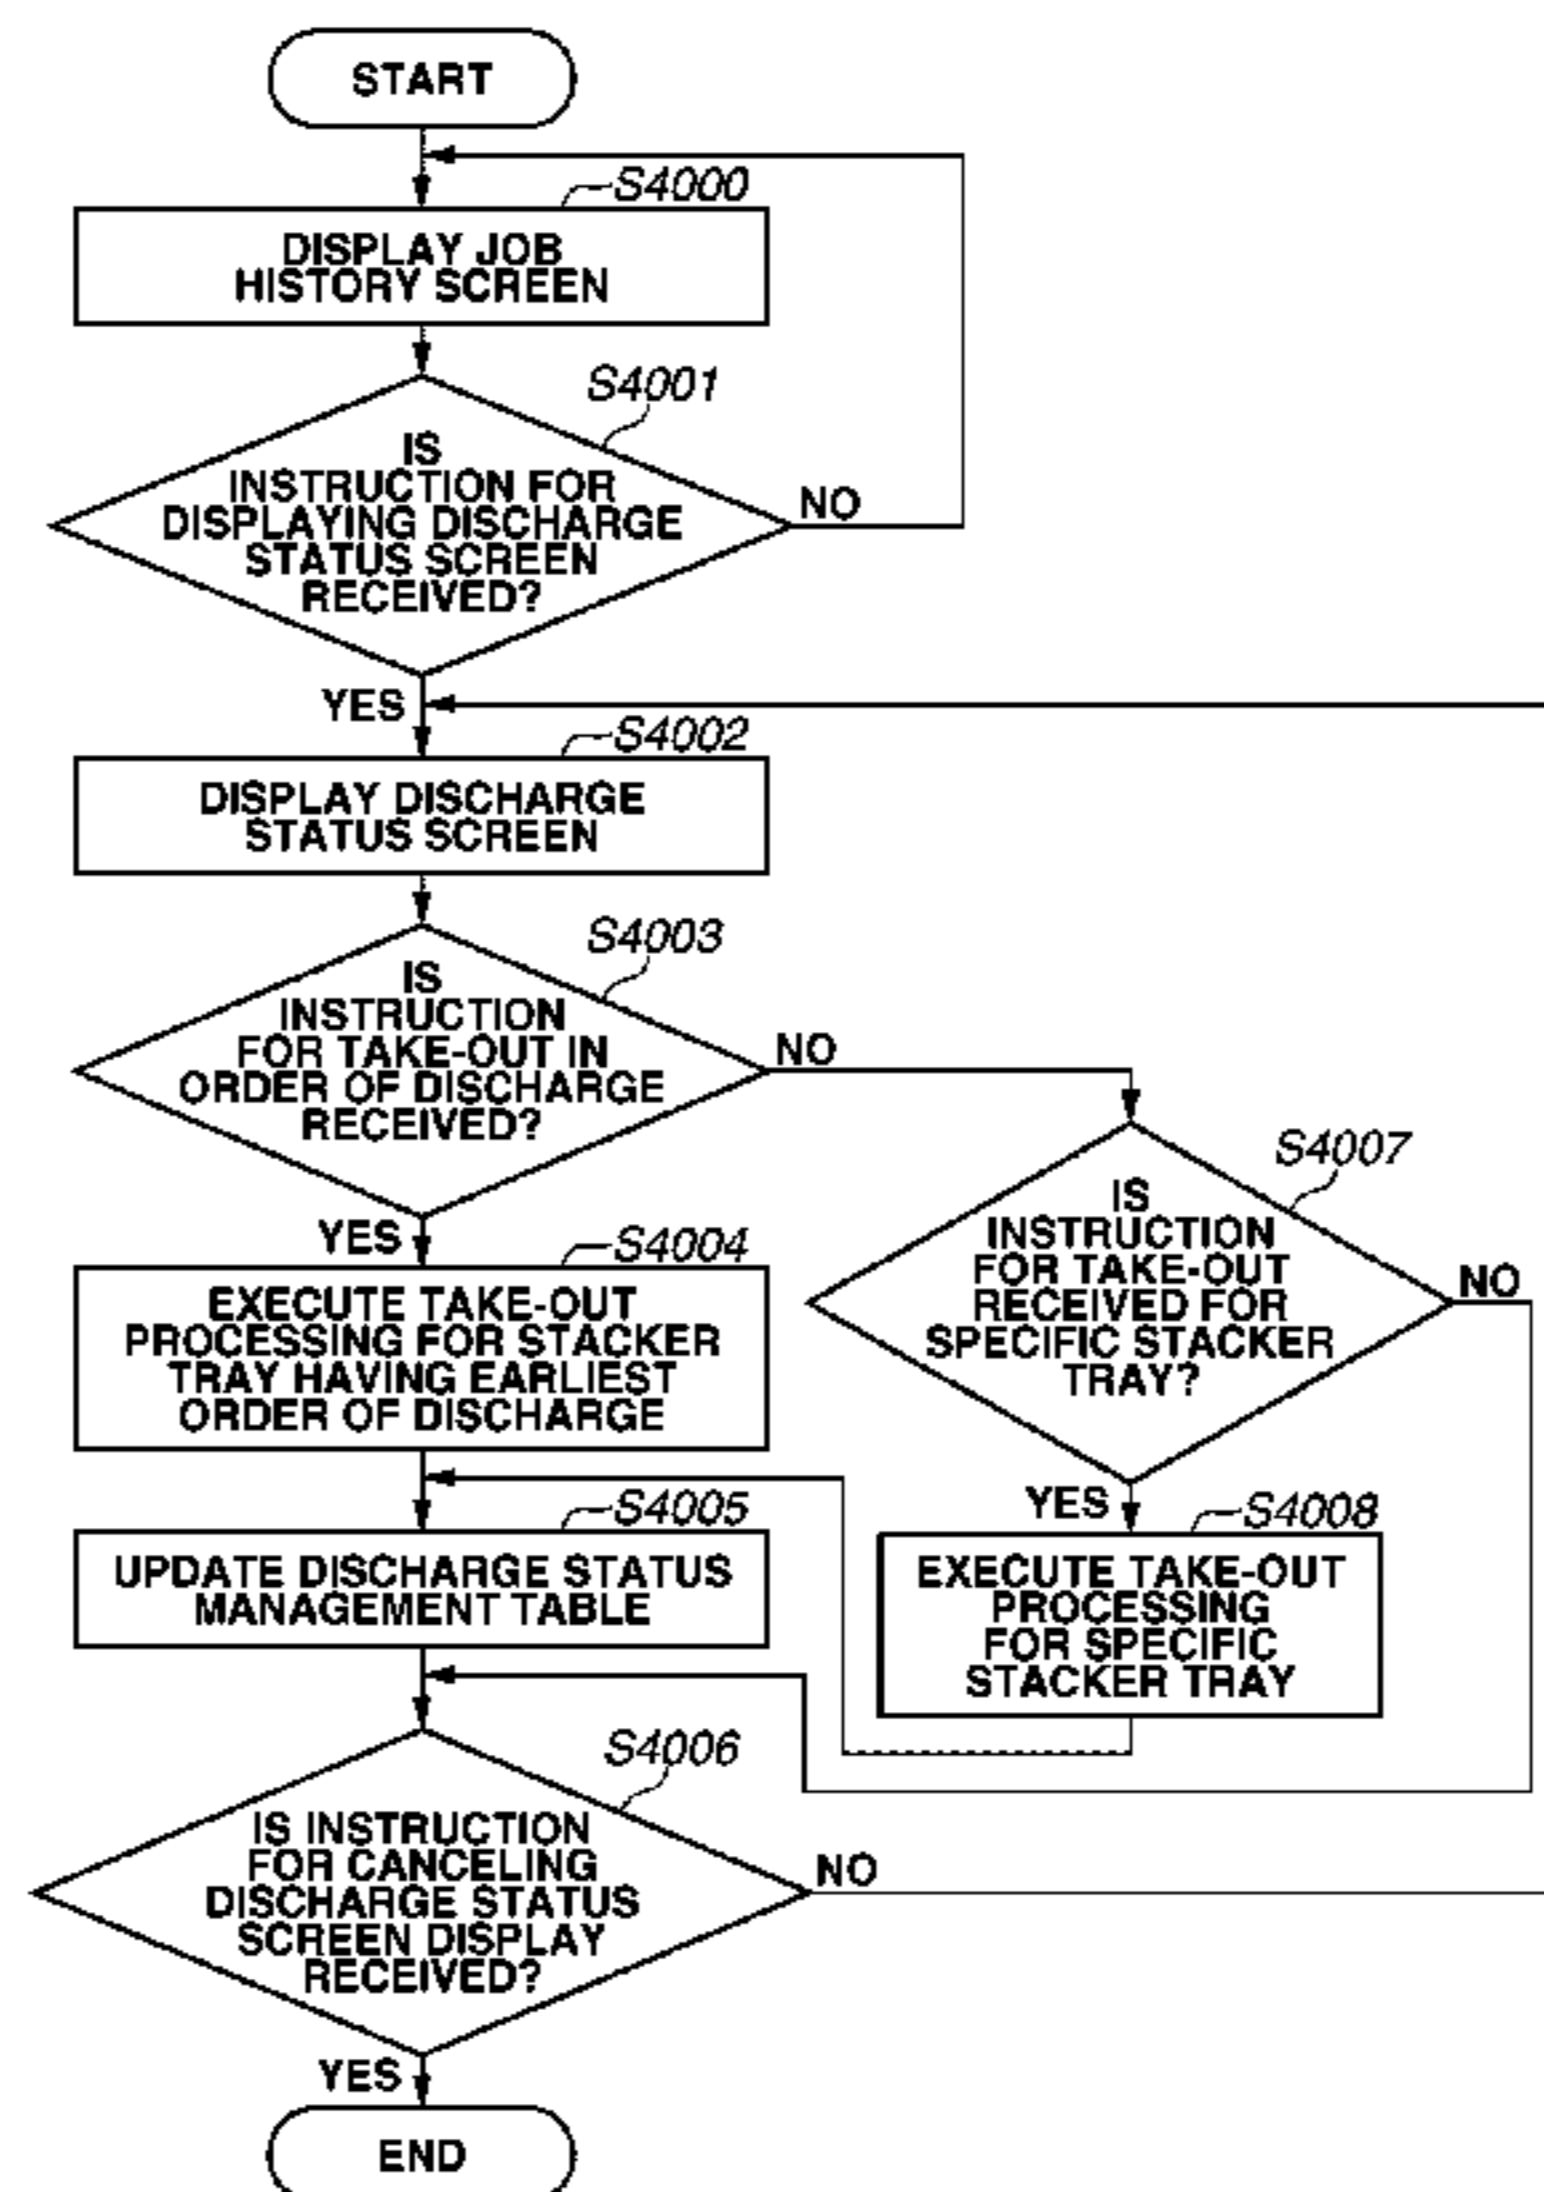 START
S4000
DISPLAY JOB
HISTORY SCREEN
S4001
IS
INSTRUCTION FOR
DISPLAYING DISCHARGE
STATUS SCREEN
RECEIVED?
NO
YES
S4002
DISPLAY DISCHARGE
STATUS SCREEN
S4003
IS
INSTRUCTION
FOR TAKE-OUT IN
ORDER OF DISCHARGE
RECEIVED?
NO
YES
S4004
EXECUTE TAKE-OUT
PROCESSING FOR STACKER
TRAY HAVING EARLIEST
ORDER OF DISCHARGE
S4007
IS
INSTRUCTION
FOR TAKE-OUT
RECEIVED FOR
SPECIFIC STACKER
TRAY?
NO
YES
S4008
EXECUTE TAKE-OUT
PROCESSING
FOR SPECIFIC
STACKER TRAY
S4005
UPDATE DISCHARGE STATUS
MANAGEMENT TABLE
S4006
IS INSTRUCTION
FOR CANCELING
DISCHARGE STATUS
SCREEN DISPLAY
RECEIVED?
NO
YES
END